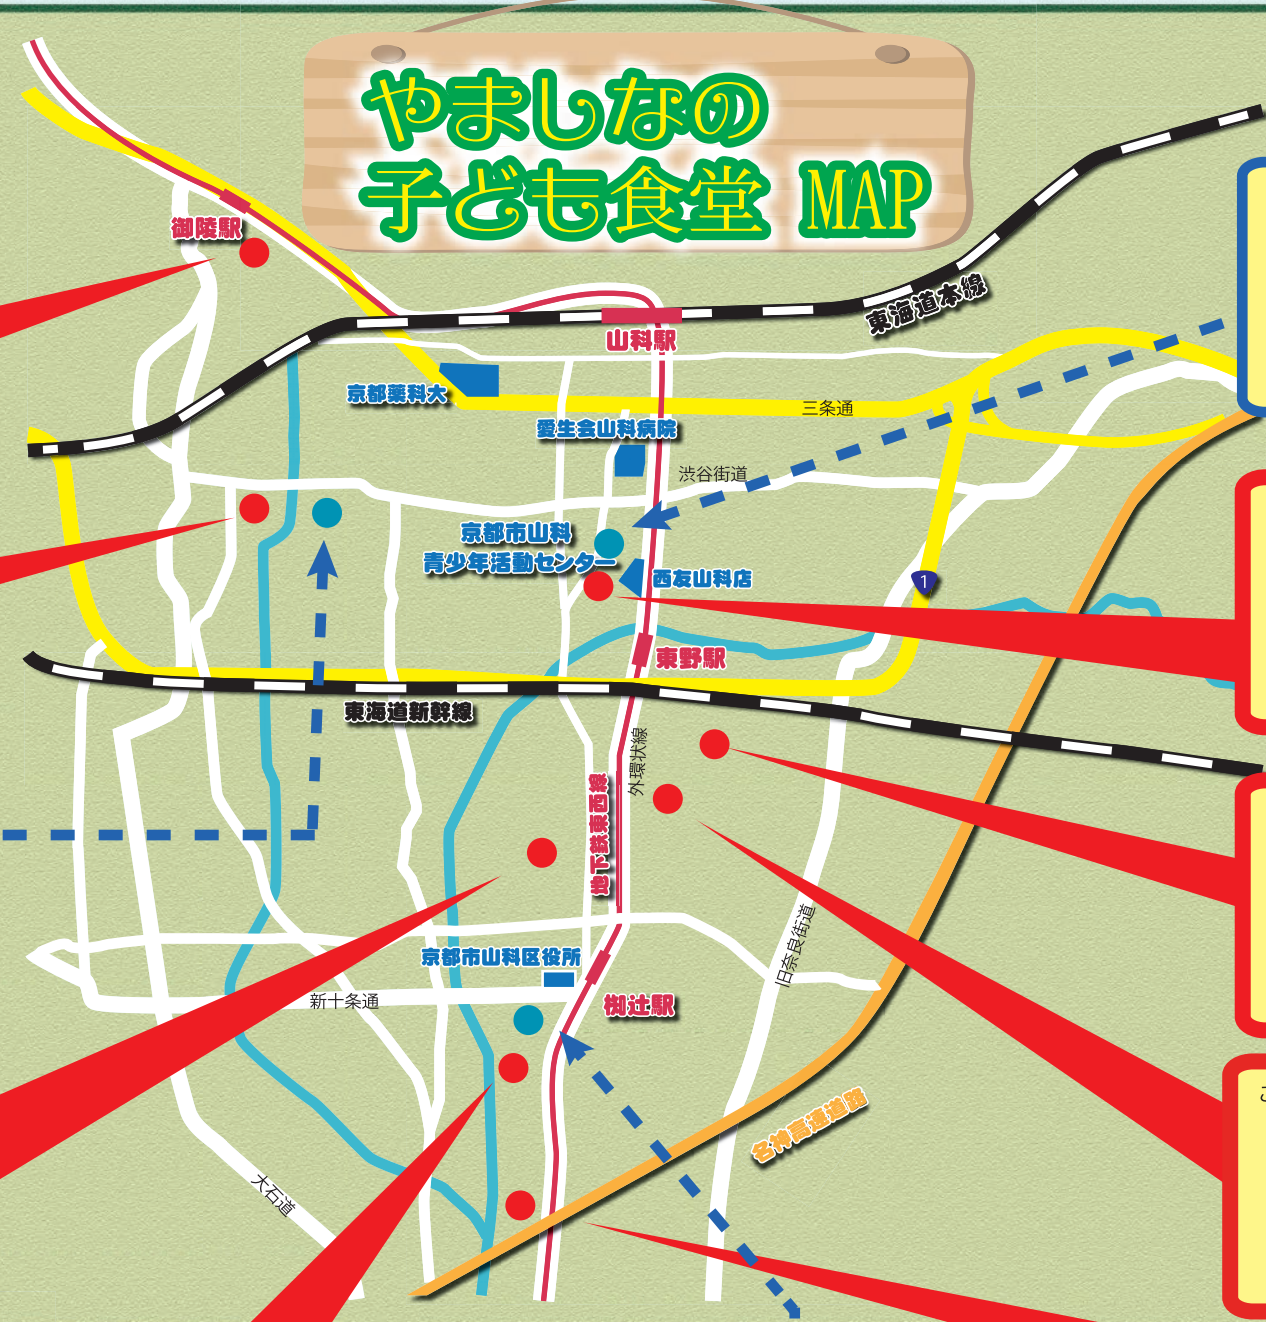 やましなの
子ども食堂 MAP
御陵駅
東海道本線
山科駅
京都薬科大
三条通
愛生会山科病院
渋谷街道
京都市山科
青少年活動センター
西友山科店
1
東野駅
東海道新幹線
外環状線
地下鉄東西線
旧奈良街道
京都市山科区役所
新十条通
椥辻駅
名神高速道路
大石道